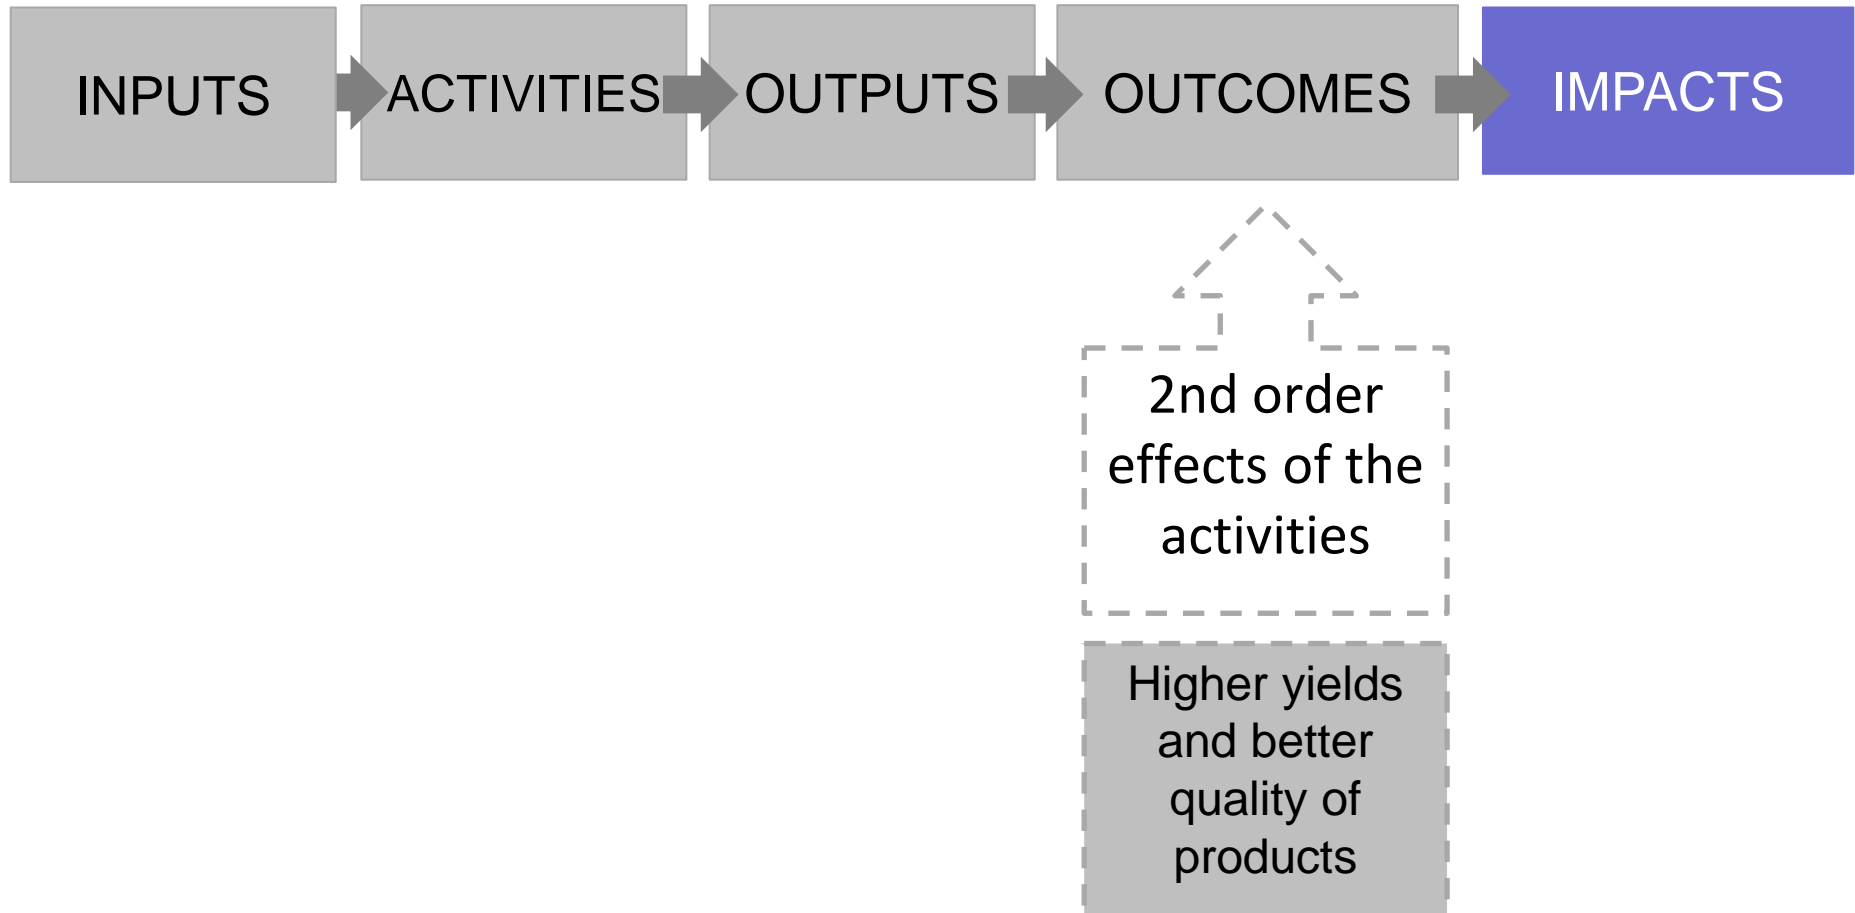 INPUTS
ACTIVITIES
OUTPUTS
OUTCOMES
IMPACTS
2nd order
effects of the
activities
Higher yields
and better
quality of
products